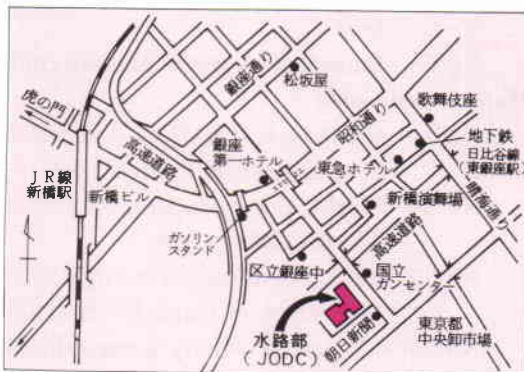 銀座通り
松坂屋
虎の門
高速道路
銀座
第一ホテル
昭和通り
歌舞伎座
地下鉄
日比谷線
(東銀座駅)
JR線
新橋駅
新橋ビル
東急ホテル
新橋演舞場
晴海通り
ガソリン
スタンド
高速道路
区立銀座中
国立
ガンセンター
水路部
(JODC)
朝日新聞
東京都
中央卸市場